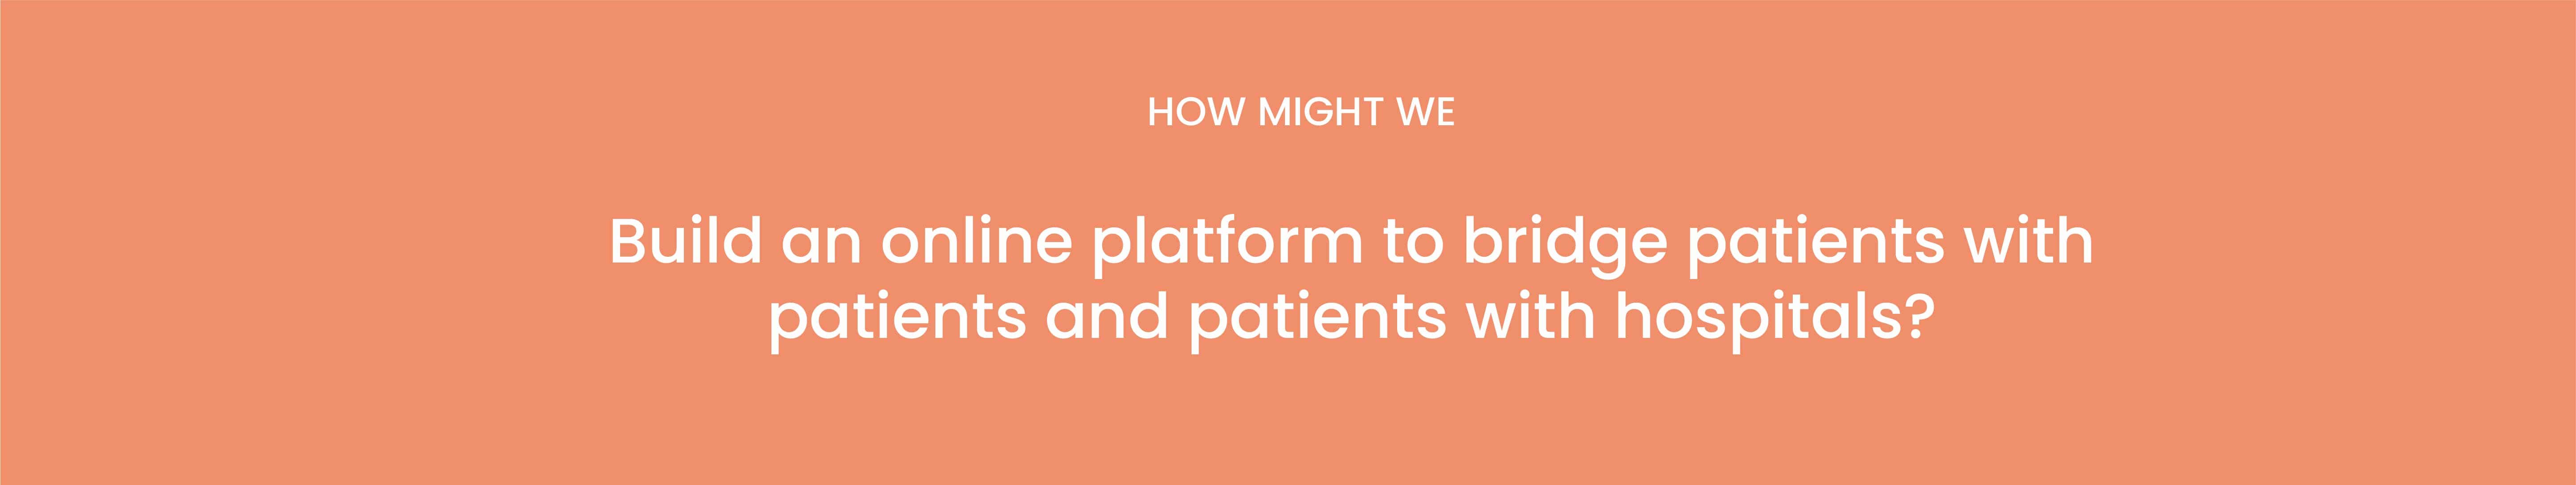 HOW MIGHT WE
Build an online platform to bridge patients with
patients and patients with hospitals?